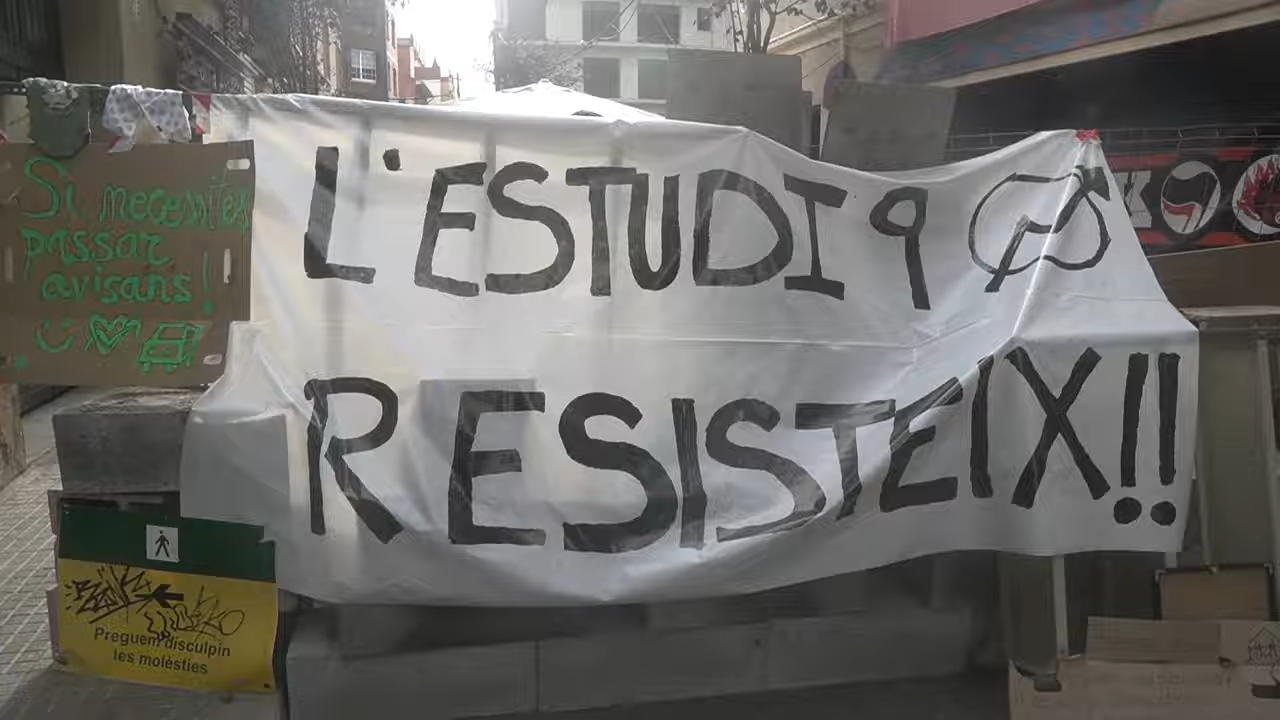 L'ESTUDI 9
RESISTEIX!!
Si necessites
passar
avisans!
Preguem disculpin
les molèsties